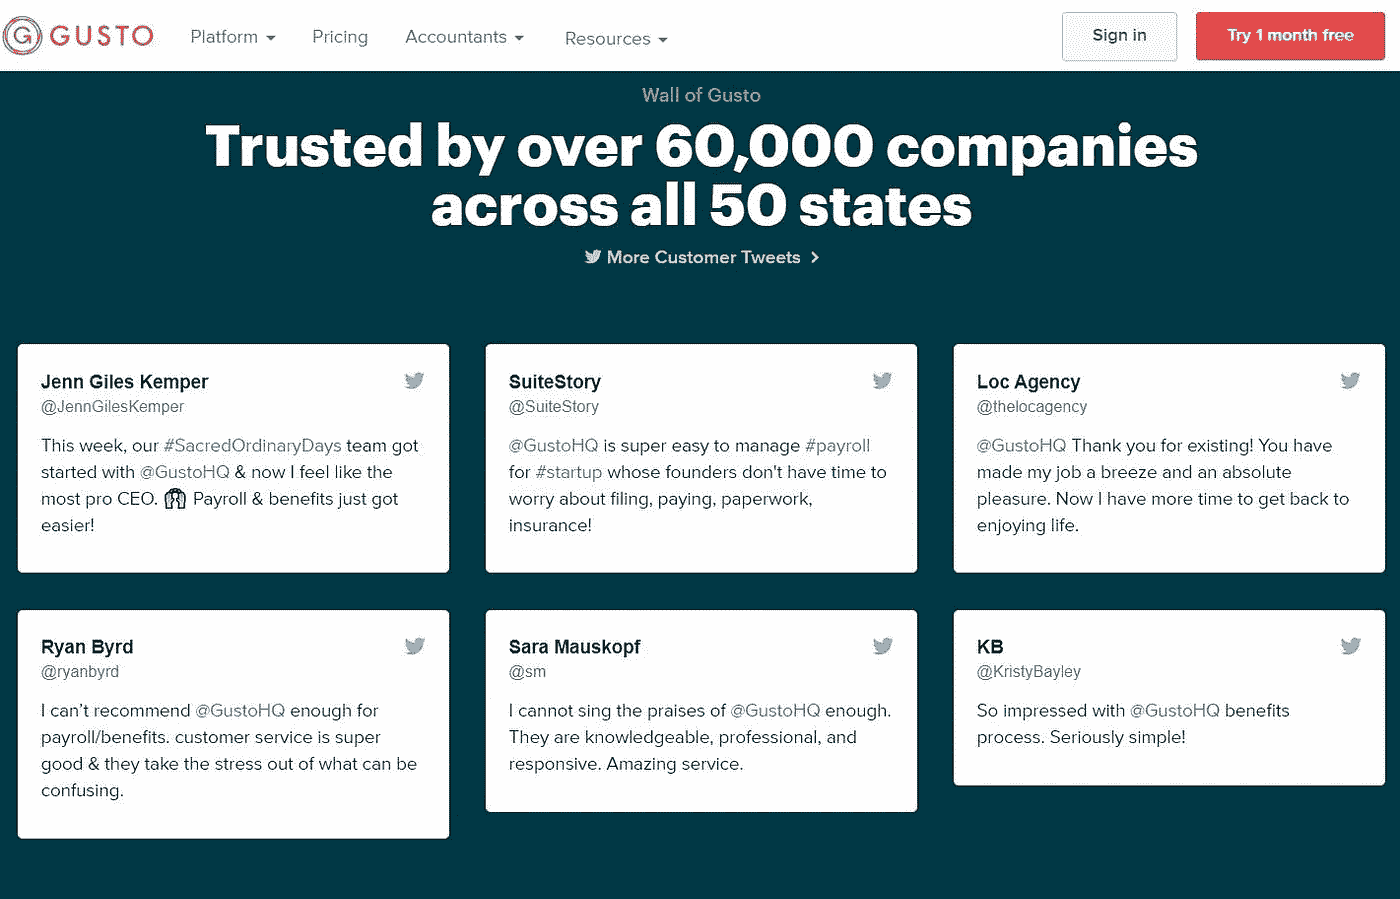 G GUSTO Platform Pricing Accountants Resources Sign in Try 1 month free
Wall of Gusto
Trusted by over 60,000 companies
across all 50 states
More Customer Tweets
Jenn Giles Kemper
@JennGilesKemper
This week, our #SacredOrdinaryDays team got
started with @GustoHQ & now I feel like the
most pro CEO. Payroll & benefits just got
easier!
SuiteStory
@SuiteStory
@GustoHQ is super easy to manage #payroll
for #startup whose founders don't have time to
worry about filing, paying, paperwork,
insurance!
Loc Agency
@thelocagency
@GustoHQ Thank you for existing! You have
made my job a breeze and an absolute
pleasure. Now I have more time to get back to
enjoying life.
Ryan Byrd
@ryanbyrd
I can't recommend @GustoHQ enough for
payroll/benefits. customer service is super
good & they take the stress out of what can be
confusing.
Sara Mauskopf
@sm
I cannot sing the praises of @GustoHQ enough.
They are knowledgeable, professional, and
responsive. Amazing service.
KB
@KristyBayley
So impressed with @GustoHQ benefits
process. Seriously simple!